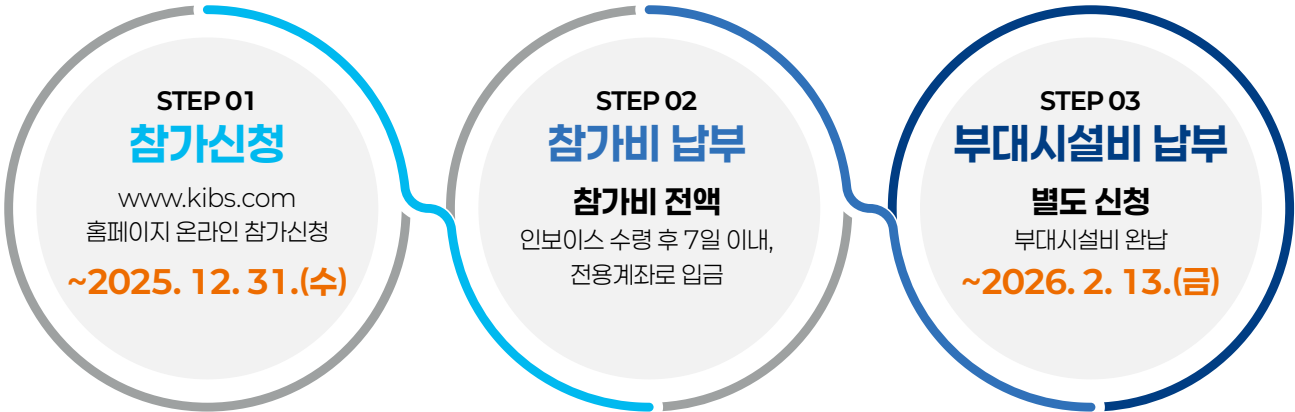 STEP 01
참가신청
www.kibs.com
홈페이지 온라인 참가신청
~2025. 12. 31.(수)
STEP 02
참가비 납부
참가비 전액
인보이스 수령 후 7일 이내,
전용계좌로 입금
STEP 03
부대시설비 납부
별도 신청
부대시설비 완납
~2026. 2. 13.(금)